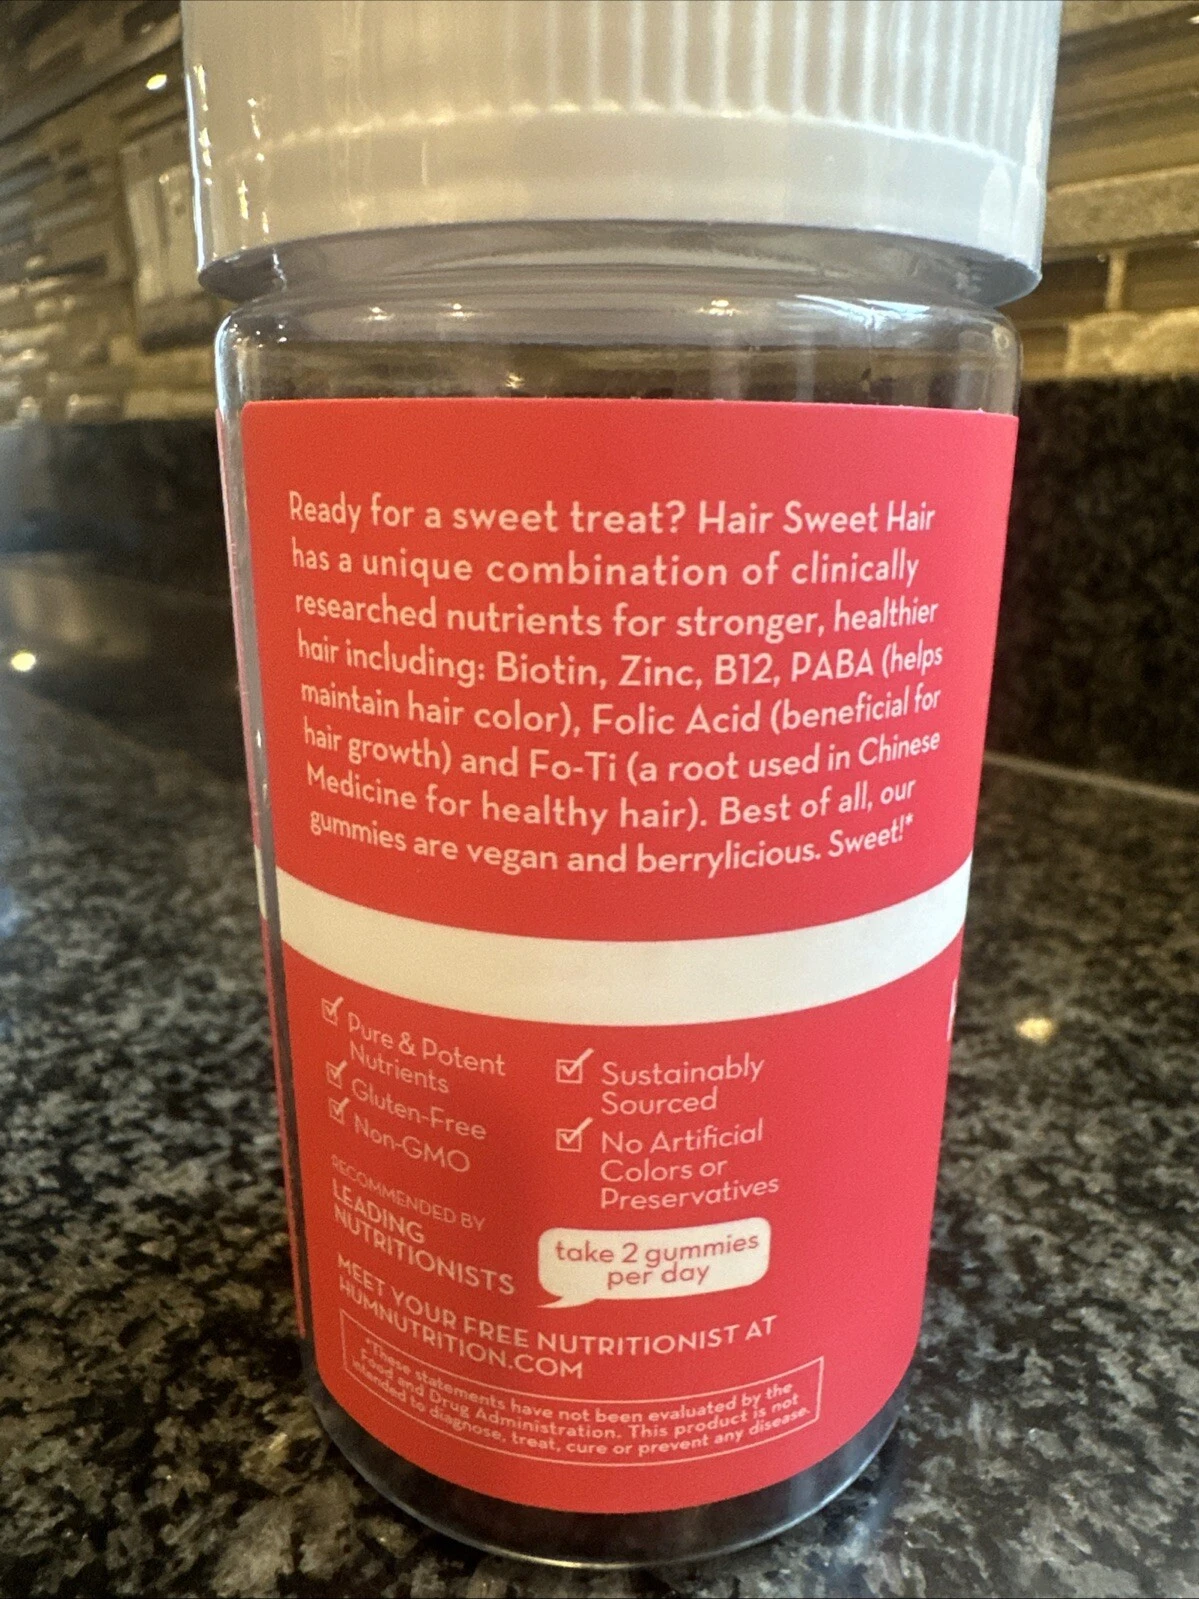 Ready for a sweet treat? Hair Sweet Hair
has a unique combination of clinically
researched nutrients for stronger, healthier
hair including: Biotin, Zinc, B12, PABA (helps
maintain hair color), Folic Acid (beneficial for
hair growth) and Fo-Ti (a root used in Chinese
Medicine for healthy hair). Best of all, our
gummies are vegan and berrylicious. Sweet!*
Pure & Potent
Nutrients
Gluten-Free
Non-GMO
Sustainably
Sourced
No Artificial
Colors or
Preservatives
RECOMMENDED BY
LEADING
NUTRITIONISTS
take 2 gummies
per day
MEET YOUR FREE NUTRITIONIST AT
HUMNUTRITION.COM
*These statements have not been evaluated by the
Food and Drug Administration. This product is not
intended to diagnose, treat, cure or prevent any disease.